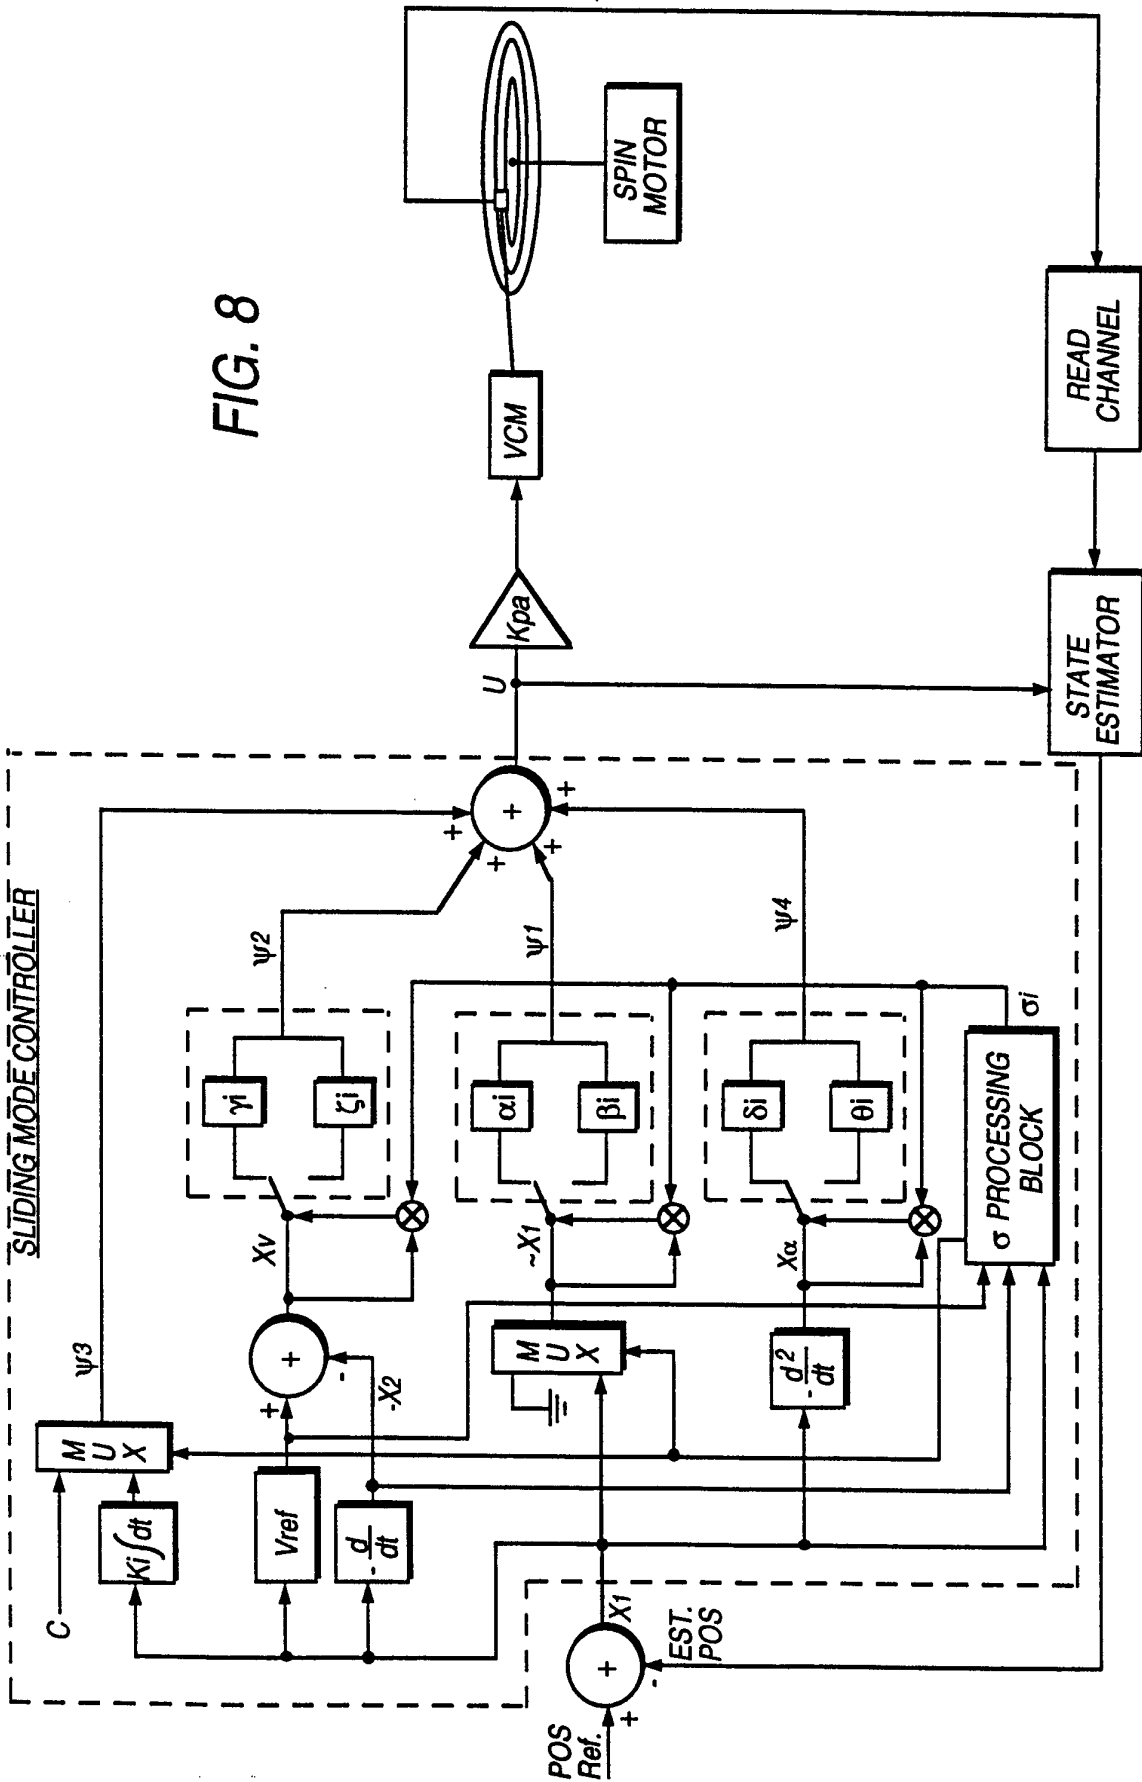 FIG. 8
SLIDING MODE CONTROLLER
C
M
U
X
Ki∫dt
ψ3
Vref
-d
dt
+
+
-
-X2
Xv
γi
ζi
ψ2
M
U
X
~X1
αi
βi
ψ1
-d²
dt
Xα
δi
θi
ψ4
σ PROCESSING
BLOCK
σi
+
+
+
+
+
U
Kpa
VCM
SPIN
MOTOR
READ
CHANNEL
STATE
ESTIMATOR
POS
Ref.
+
+
-
X1
EST.
POS